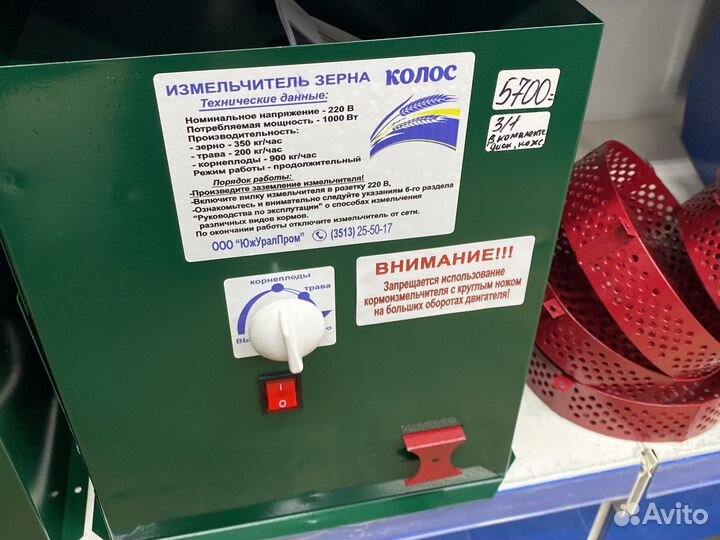 ИЗМЕЛЬЧИТЕЛЬ ЗЕРНА КОЛОС
Технические данные:
Номинальное напряжение - 220 В
Потребляемая мощность - 1000 Вт
Производительность:
- зерно - 350 кг/час
- трава - 200 кг/час
- корнеплоды - 900 кг/час
Режим работы - продолжительный
Порядок работы:
-Произведите заземление измельчителя!
-Включите вилку измельчителя в розетку 220 В,
-Ознакомьтесь и внимательно следуйте указаниям 6-го раздела
"Руководства по эксплутации" о способах измельчения
различных видов кормов.
По окончании работы отключите измельчитель от сети.
ООО "ЮжУралПром" (3513) 25-50-17
5700=
3/1
в комплекте
диск, нож
ВНИМАНИЕ!!!
Запрещается использование
кормоизмельчителя с круглым ножом
на больших оборотах двигателя!
корнеплоды
трава
I
O
Avito